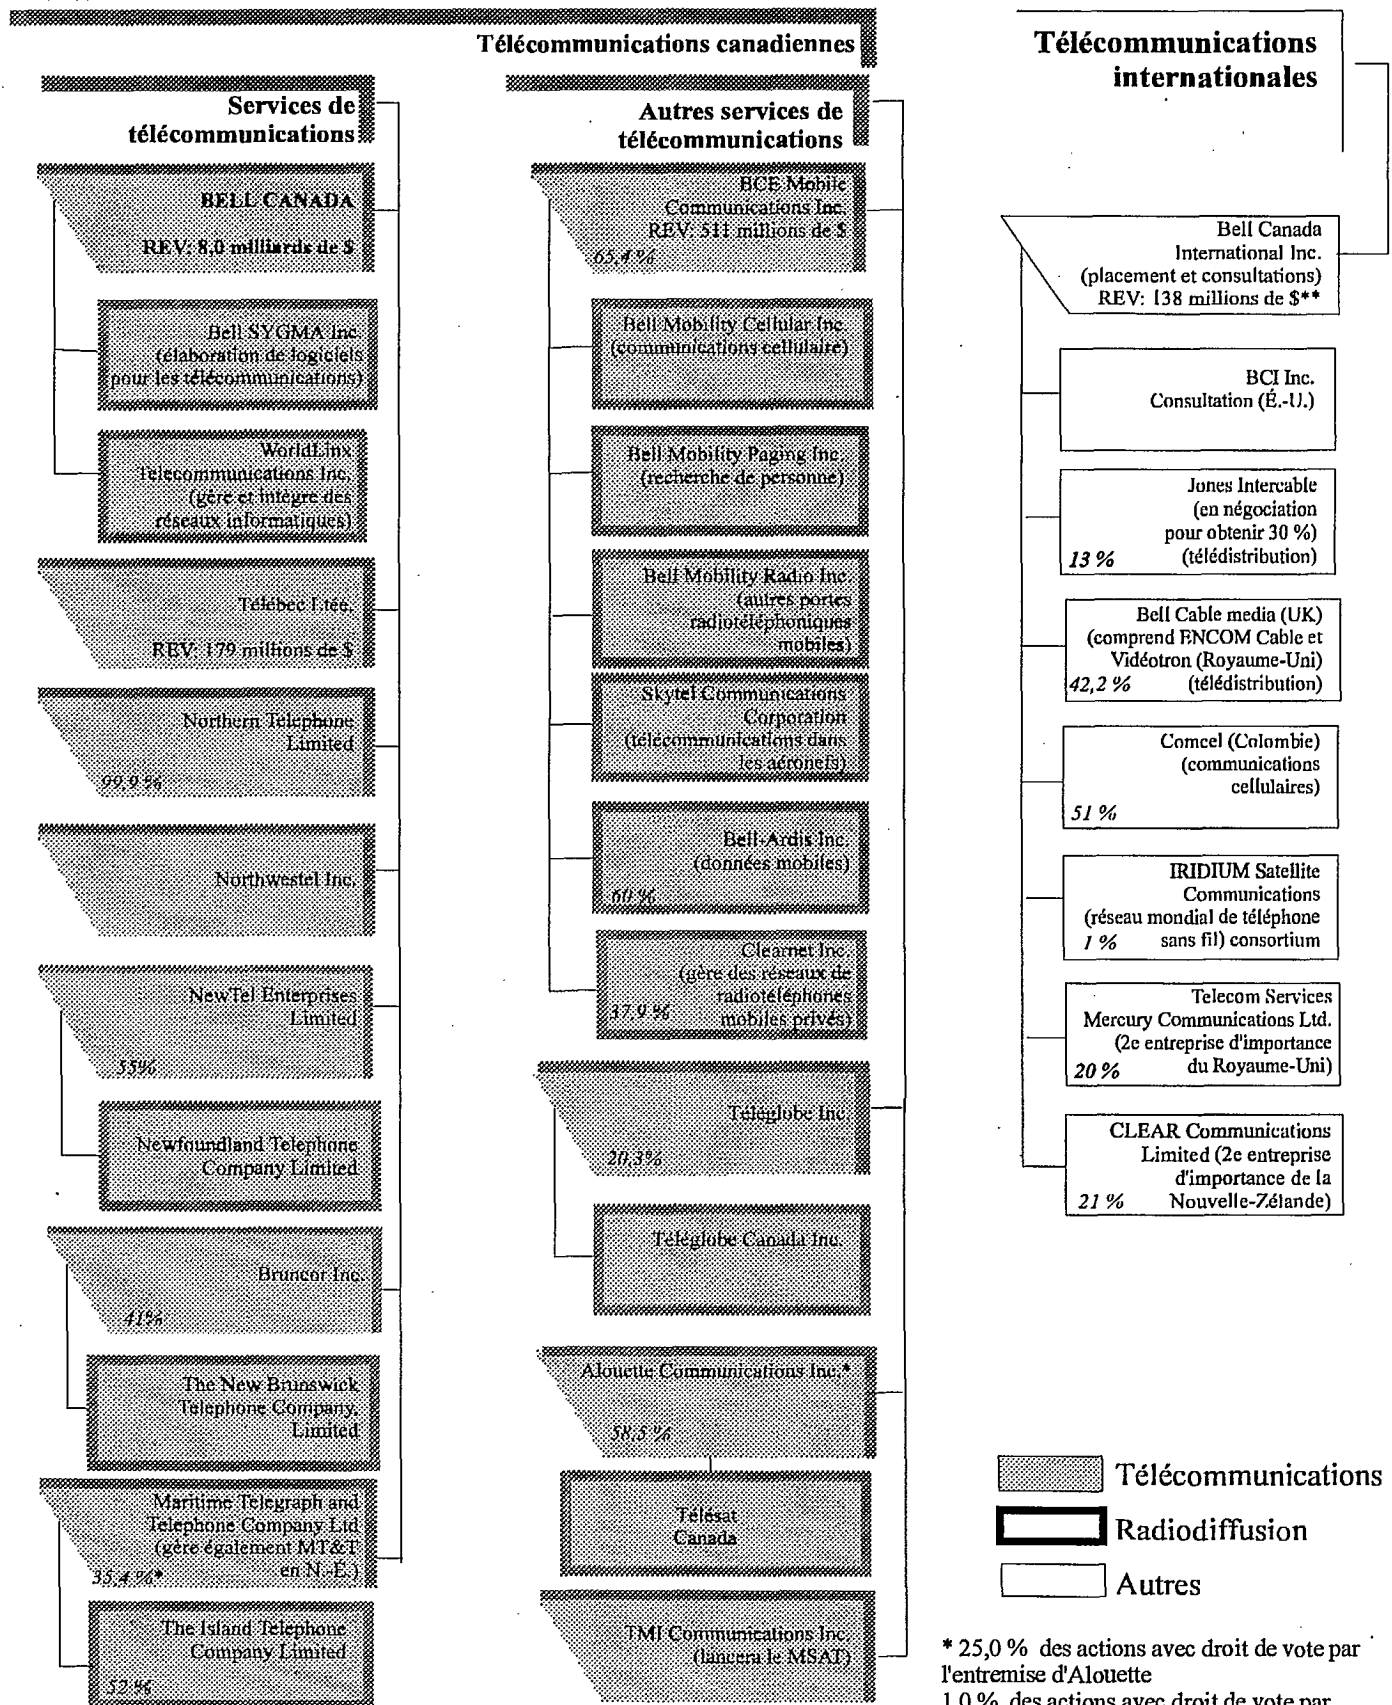 Télécommunications canadiennes
Services de
télécommunications
BELL CANADA
REV: 8,0 milliards de $
Bell SYGMA Inc.
(élaboration de logiciels
pour les télécommunications)
WorldLinx
Telecommunications Inc.
(gère et intègre des
réseaux informatiques)
Télébec Ltée.
REV: 179 millions de $
Northern Telephone
Limited
99,9 %
Northwestel Inc.
NewTel Enterprises
Limited
55%
Newfoundland Telephone
Company Limited
Bruncor Inc.
41%
The New Brunswick
Telephone Company,
Limited
Maritime Telegraph and
Telephone Company Ltd
(gère également MT&T
en N.-É.)
35,4 %*
The Island Telephone
Company Limited
52 %
Autres services de
télécommunications
BCE Mobile
Communications Inc.
REV: 511 millions de $
65,4 %
Bell Mobility Cellular Inc.
(communications cellulaire)
Bell Mobility Paging Inc.
(recherche de personne)
Bell Mobility Radio Inc.
(autres portes
radiotéléphoniques
mobiles)
Skytel Communications
Corporation
(télécommunications dans
les aéronefs)
Bell-Ardis Inc.
(données mobiles)
60 %
Clearnet Inc.
(gère des réseaux de
radiotéléphones
mobiles privés)
37,9 %
Téléglobe Inc.
20,3%
Téléglobe Canada Inc.
Alouette Communications Inc.*
58,5 %
Télésat
Canada
TMI Communications Inc.
(lancera le MSAT)
Télécommunications
internationales
Bell Canada
International Inc.
(placement et consultations)
REV: 138 millions de $**
BCI Inc.
Consultation (É.-U.)
Jones Intercable
(en négociation
pour obtenir 30 %)
13 % (télédistribution)
Bell Cable media (UK)
(comprend ENCOM Cable et
Vidéotron (Royaume-Uni)
42,2 % (télédistribution)
Comcel (Colombie)
(communications
cellulaires)
51 %
IRIDIUM Satellite
Communications
(réseau mondial de téléphone
1 % sans fil) consortium
Telecom Services
Mercury Communications Ltd.
(2e entreprise d'importance
20 % du Royaume-Uni)
CLEAR Communications
Limited (2e entreprise
d'importance de la
21 % Nouvelle-Zélande)
Télécommunications
Radiodiffusion
Autres
* 25,0 % des actions avec droit de vote par
l'entremise d'Alouette
1,0 % des actions avec droit de vote par